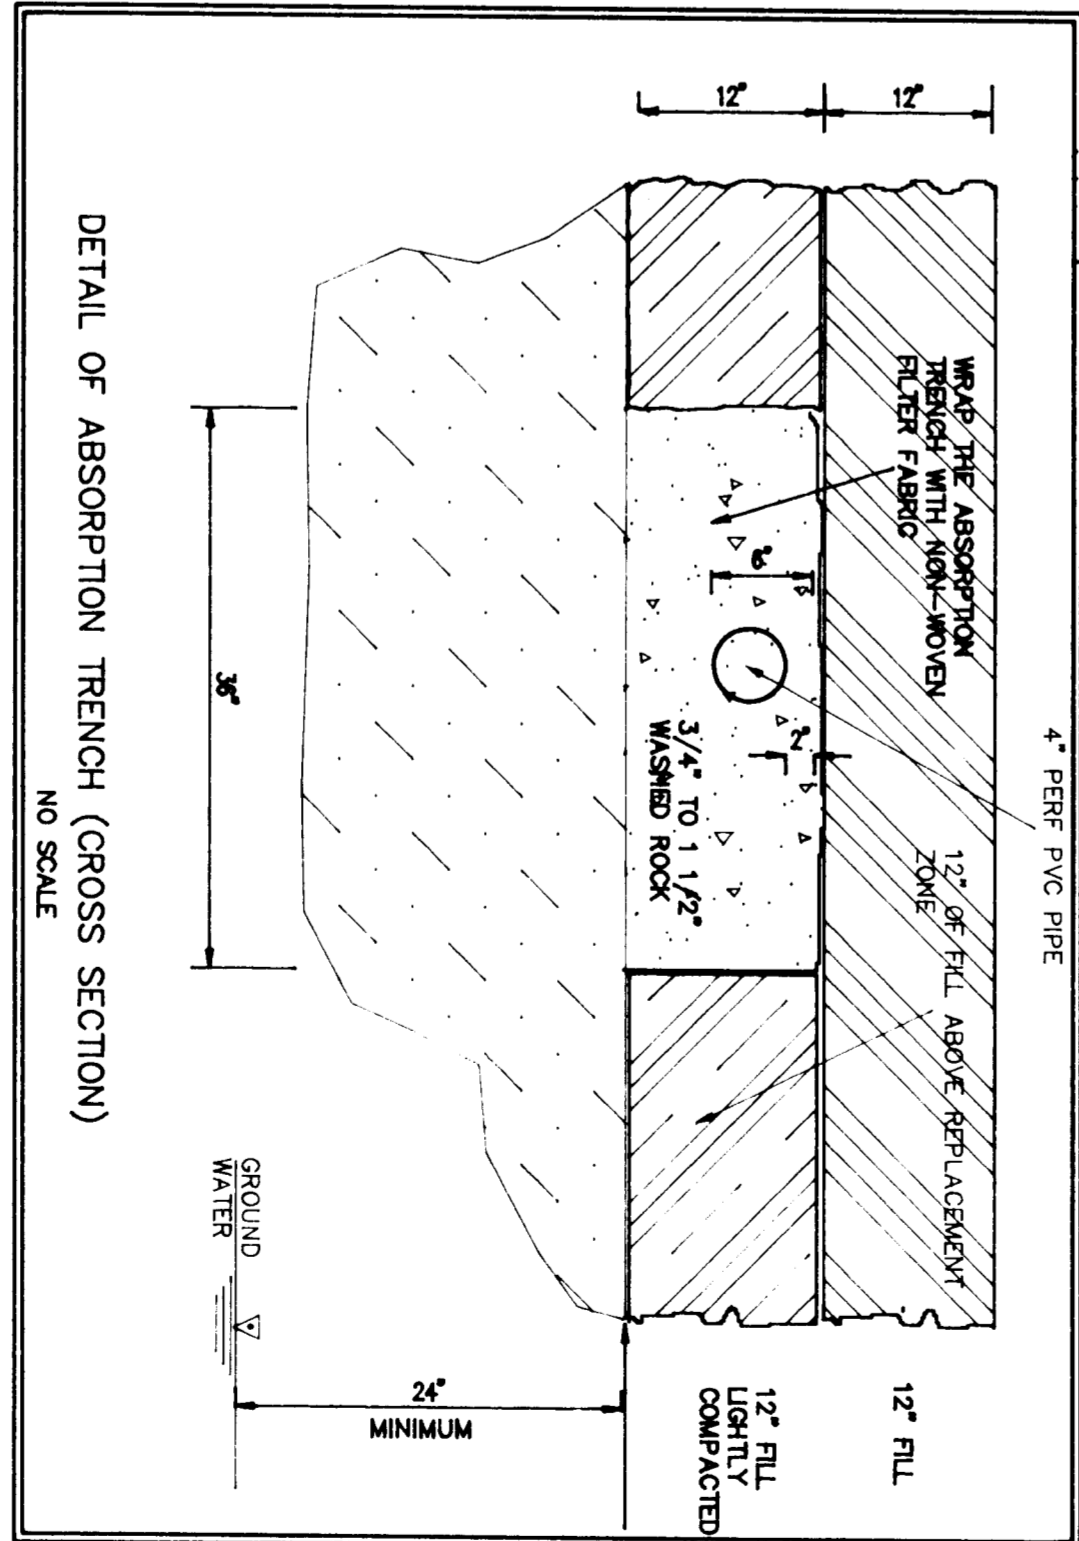 4" PERF PVC PIPE
12" OF FILL ABOVE REPLACEMENT
ZONE
WRAP THE ABSORPTION
TRENCH WITH NON-WOVEN
FILTER FABRIC
12"
12"
12" FILL
12" FILL
LIGHTLY
COMPACTED
6"
2"
3/4" TO 1 1/2"
WASHED ROCK
24"
MINIMUM
GROUND
WATER
36"
DETAIL OF ABSORPTION TRENCH (CROSS SECTION)
NO SCALE